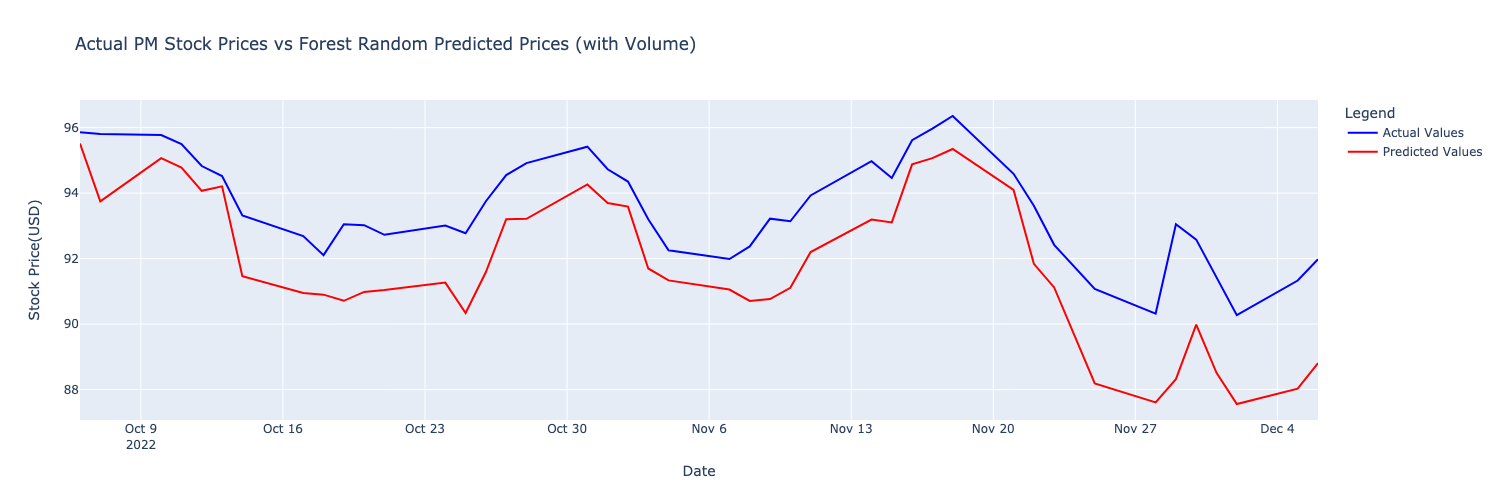 Actual PM Stock Prices vs Forest Random Predicted Prices (with Volume)
Legend
Actual Values
Predicted Values
Stock Price(USD)
96
94
92
90
88
Oct 9
2022
Oct 16
Oct 23
Oct 30
Nov 6
Nov 13
Nov 20
Nov 27
Dec 4
Date